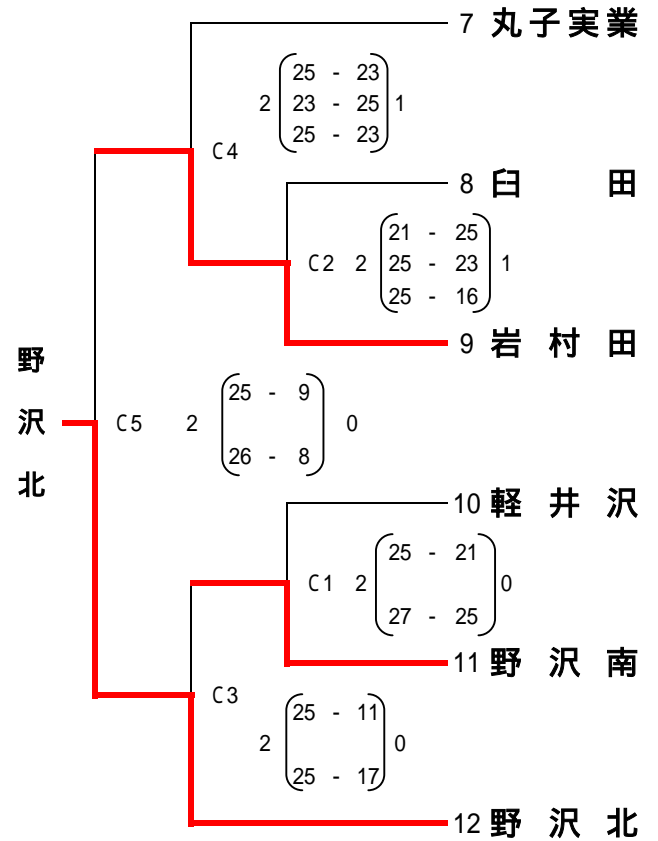 7 丸子実業
25 - 23
2 23 - 25 1
25 - 23
C4
8 臼 田
21 - 25
C2 2 25 - 23 1
25 - 16
9 岩 村 田
野沢北
25 - 9
C5 2 0
26 - 8
10 軽 井 沢
25 - 21
C1 2 0
27 - 25
11 野 沢 南
C3
25 - 11
2 0
25 - 17
12 野 沢 北